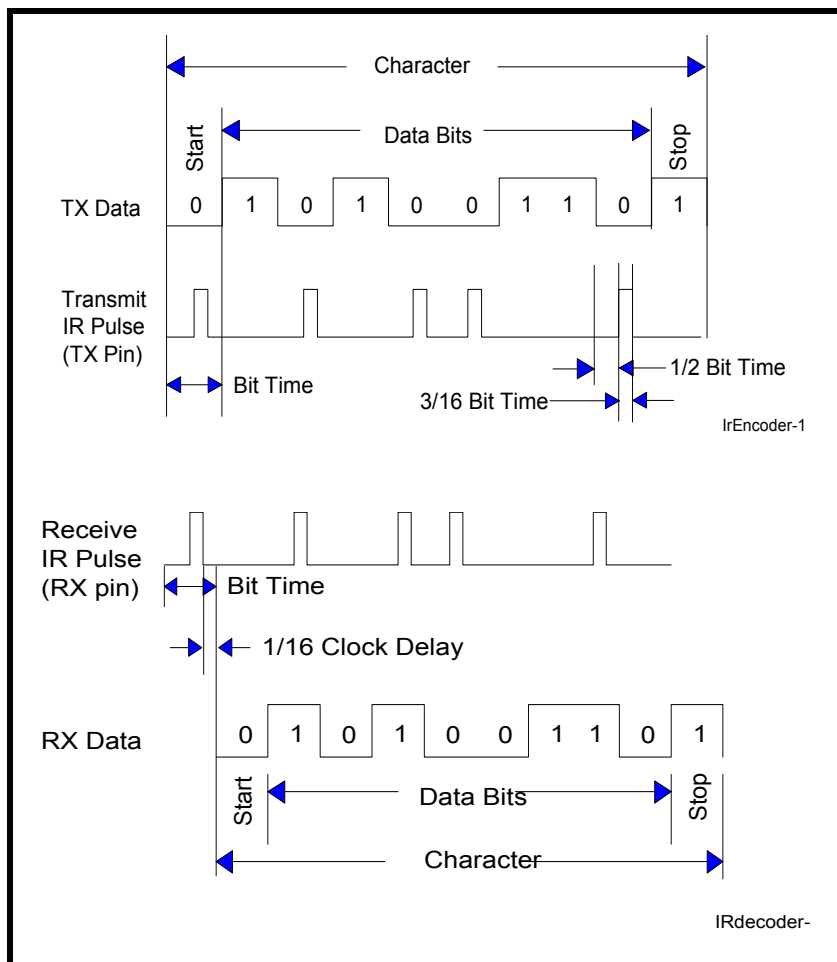 Character
Start
Data Bits
Stop
TX Data
0 1 0 1 0 0 1 1 0 1
Transmit
IR Pulse
(TX Pin)
Bit Time
1/2 Bit Time
3/16 Bit Time
IrEncoder-1
Receive
IR Pulse
(RX pin)
Bit Time
1/16 Clock Delay
RX Data
0 1 0 1 0 0 1 1 0 1
Start
Data Bits
Stop
Character
IRdecoder-